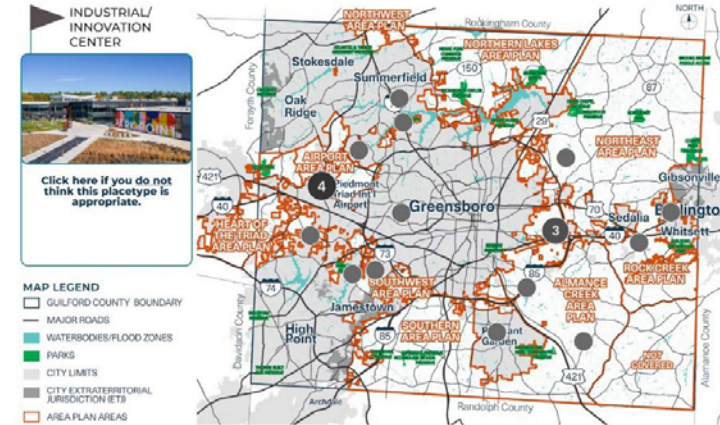 INDUSTRIAL/
INNOVATION
CENTER
Click here if you do not
think this placetype is
appropriate.
MAP LEGEND
GUILFORD COUNTY BOUNDARY
MAJOR ROADS
WATERBODIES/FLOOD ZONES
PARKS
CITY LIMITS
CITY EXTRATERRITORIAL
JURISDICTION (ETJ)
AREA PLAN AREAS
NORTH
Rockingham County
NORTHWEST
AREA PLAN
NORTHERN LAKES
AREA PLAN
Stokesdale
Summerfield
150
87
Forsyth County
Oak
Ridge
29
NORTHEAST
AREA PLAN
AIRPORT
AREA PLAN
Gibsonville
421
4
Piedmont
Triad Int'l
Airport
40
Greensboro
70
Sedalia
Burlington
Whitsett
HEART OF
THE TRIAD
AREA PLAN
3
40
73
ROCK CREEK
AREA PLAN
74
SOUTHWEST
AREA PLAN
85
ALAMANCE
CREEK
AREA
PLAN
Jamestown
High
Point
85
SOUTHERN
AREA PLAN
Pleasant
Garden
NOT
COVERED
Davidson County
Alamance County
421
Archdale
Randolph County